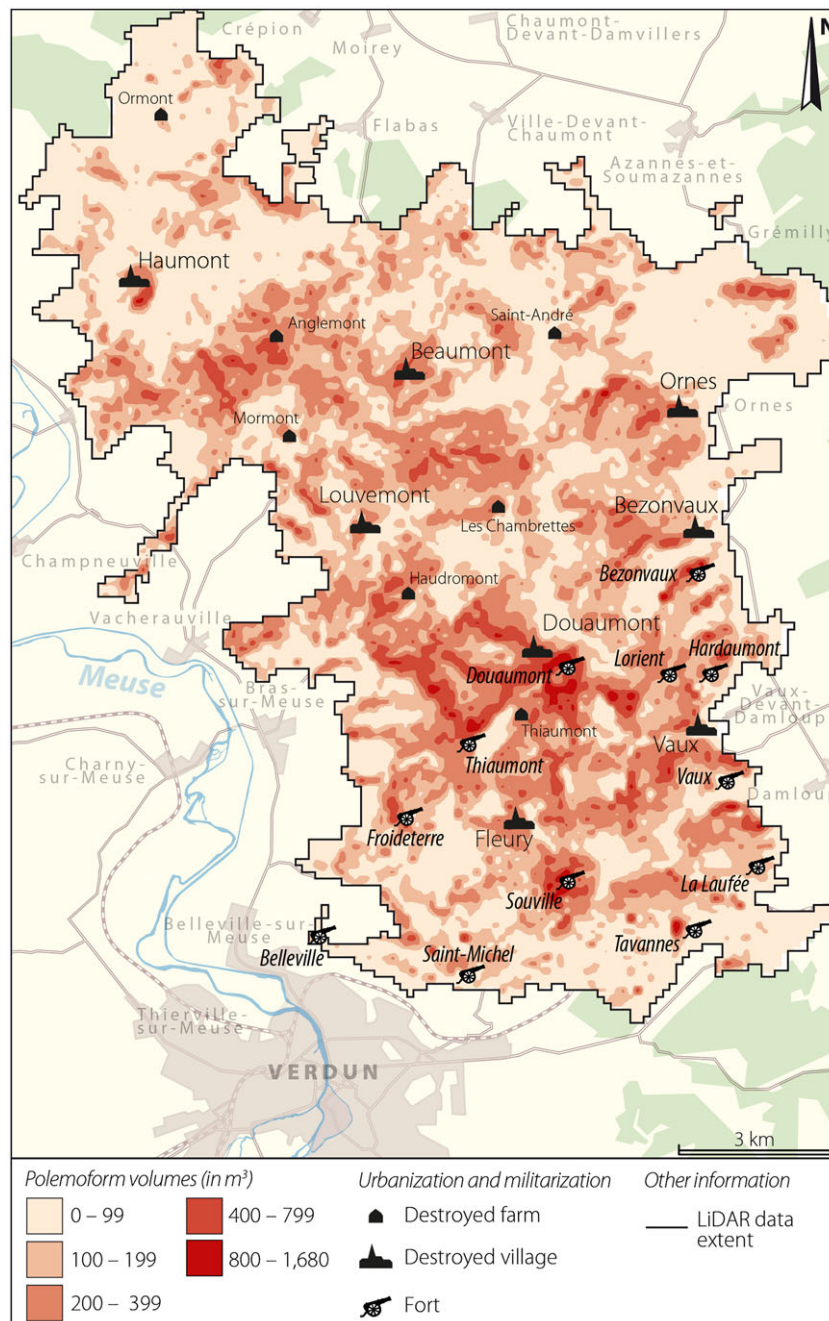 Crépion
Moirey
Chaumont-
Devant-Damvillers
N
Ormont
Flabas
Ville-Devant-
Chaumont
Azannes-et-
Soumazannes
Grémilly
Haumont
Anglemont
Saint-André
Beaumont
Ornes
Ornes
Mormont
Louvemont
Les Chambrettes
Bezonvaux
Champneuville
Bezonvaux
Haudromont
Vacherauville
Douaumont
Hardaumont
Lorient
Douaumont
Meuse
Bras-
sur-Meuse
Vaux-
Devant-
Damloup
Thiaumont
Vaux
Charny-
sur-Meuse
Thiaumont
Vaux
Damloup
Froideterre
Fleury
La Laufée
Souville
Belleville-sur-
Meuse
Belleville
Saint-Michel
Tavannes
Thierville-
sur-Meuse
VERDUN
3 km
Polemoform volumes (in m³)
0 – 99
100 – 199
200 – 399
400 – 799
800 – 1,680
Urbanization and militarization
Destroyed farm
Destroyed village
Fort
Other information
LiDAR data
extent